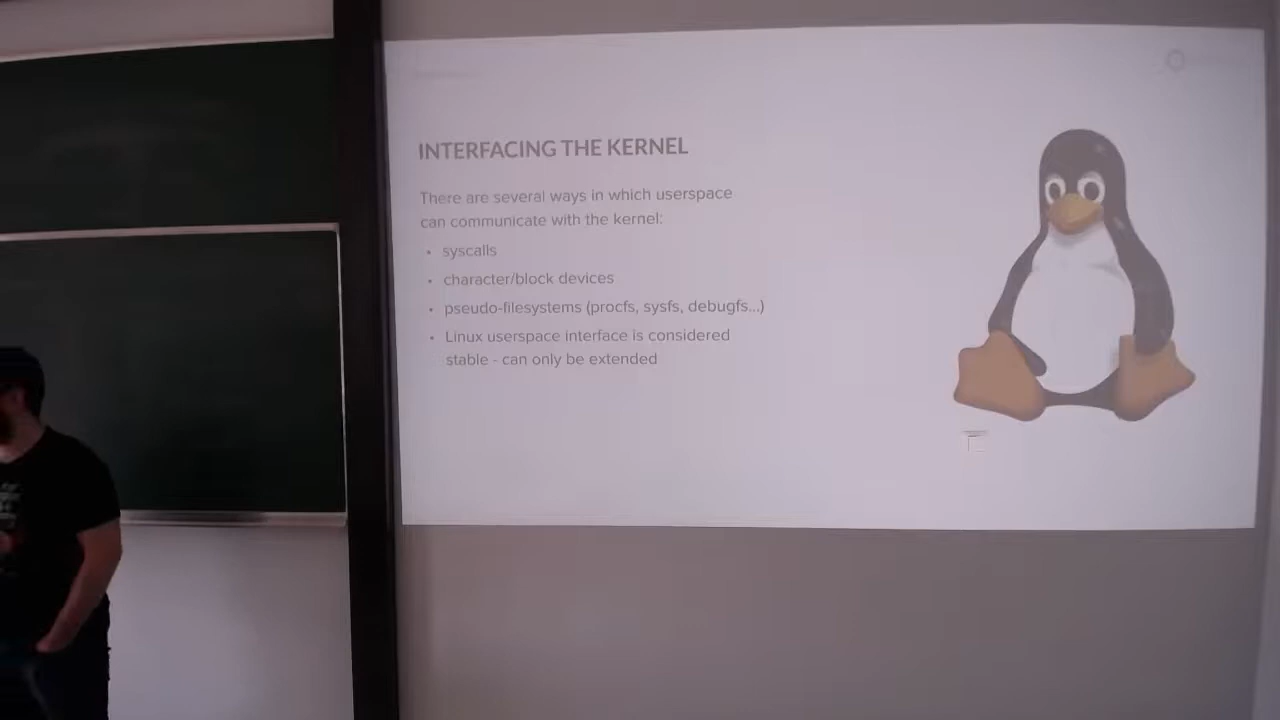 INTERFACING THE KERNEL
There are several ways in which userspace
can communicate with the kernel:
• syscalls
• character/block devices
• pseudo-filesystems (procfs, sysfs, debugfs...)
• Linux userspace interface is considered
stable - can only be extended